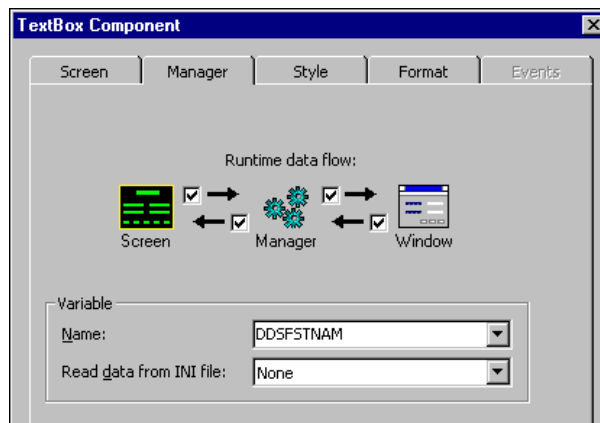 TextBox Component
Screen Manager Style Format Events
Runtime data flow:
Screen Manager Window
Variable
Name: DDSFSTNAM
Read data from INI file: None